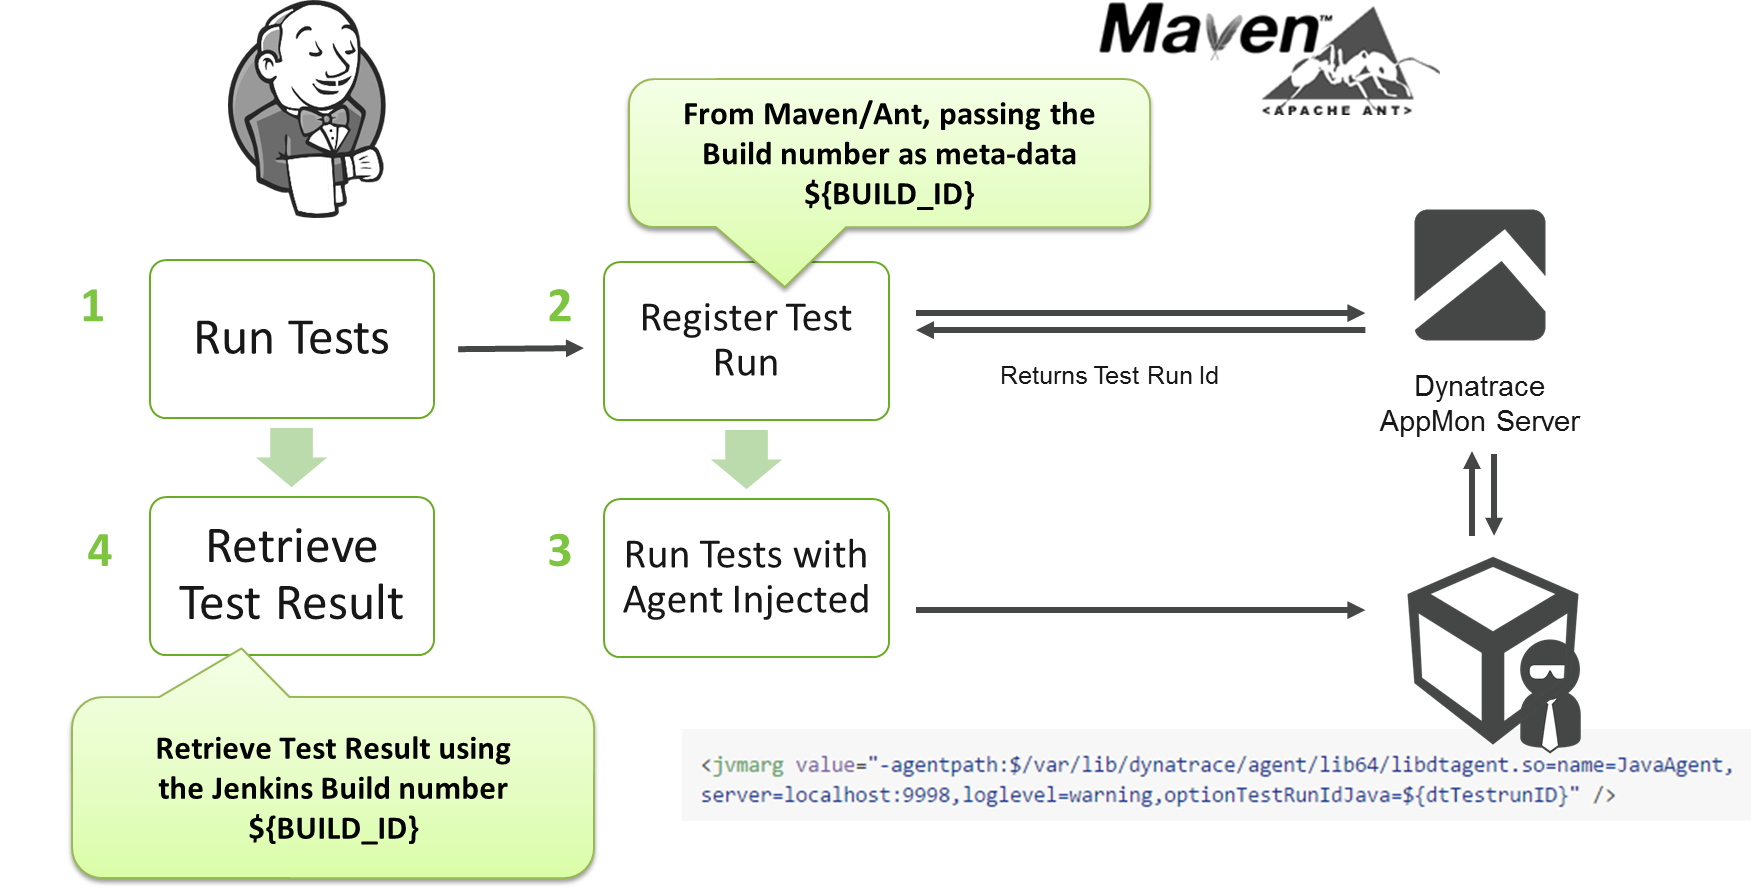 Maven™
<APACHE ANT>
From Maven/Ant, passing the
Build number as meta-data
${BUILD_ID}
1
Run Tests
2
Register Test
Run
Returns Test Run Id
Dynatrace
AppMon Server
4
Retrieve
Test Result
3
Run Tests with
Agent Injected
Retrieve Test Result using
the Jenkins Build number
${BUILD_ID}
<jvmarg value="-agentpath:$/var/lib/dynatrace/agent/lib64/libdtagent.so=name=JavaAgent,
server=localhost:9998,loglevel=warning,optionTestRunIdJava=${dtTestrunID}" />